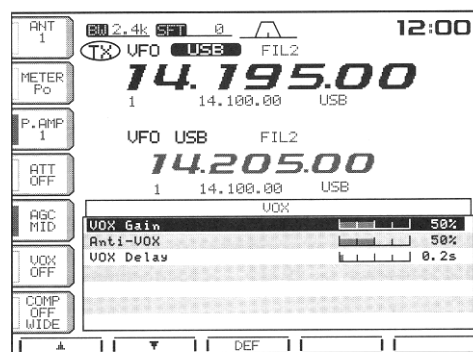 ANT
1
METER
Po
P.AMP
1
ATT
OFF
AGC
MID
VOX
OFF
COMP
OFF
WIDE
BW 2.4k SFT 0
12:00
TX VFO USB FIL2
14.195.00
1 14.100.00 USB
VFO USB FIL2
14.205.00
1 14.100.00 USB
VOX
VOX Gain 50%
Anti-VOX 50%
VOX Delay 0.2s
DEF